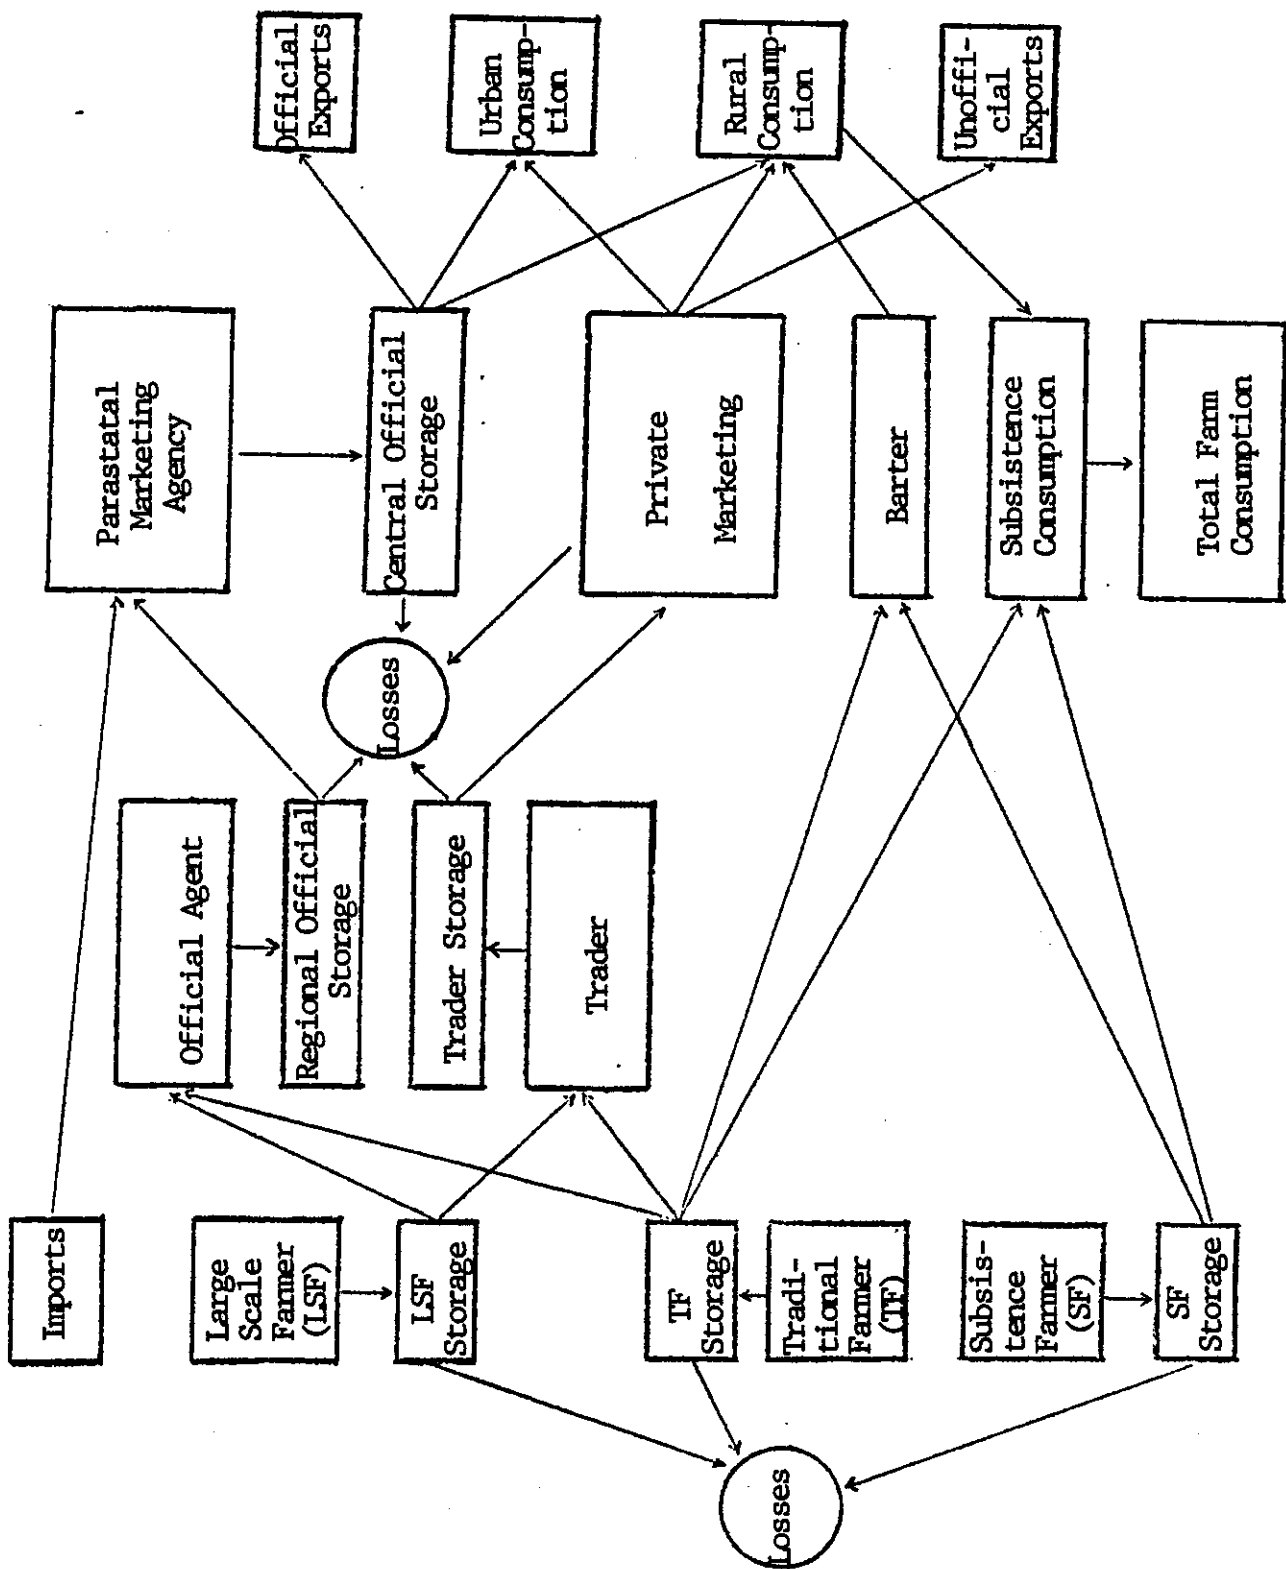 Imports
Large
Scale
Farmer
(LSF)
LSF
Storage
TF
Storage
Tradi-
tional
Farmer
(TF)
Subsis-
tence
Farmer
(SF)
SF
Storage
Losses
Official Agent
Regional Official
Storage
Trader Storage
Trader
Losses
Parastatal
Marketing
Agency
Central Official
Storage
Private
Marketing
Barter
Subsistence
Consumption
Total Farm
Consumption
Official
Exports
Urban
Consump-
tion
Rural
Consump-
tion
Unoffi-
cial
Exports